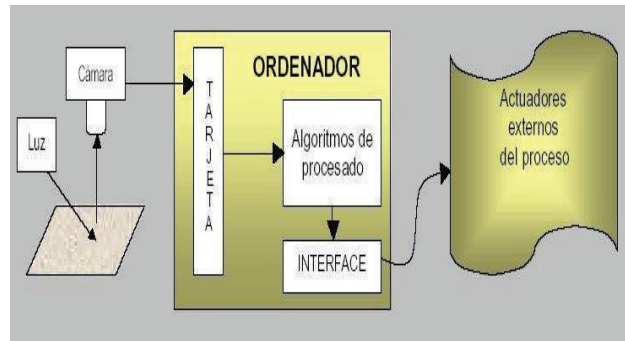 Cámara
Luz
T
A
R
J
E
T
A
ORDENADOR
Algoritmos de
procesado
INTERFACE
Actuadores
externos
del proceso